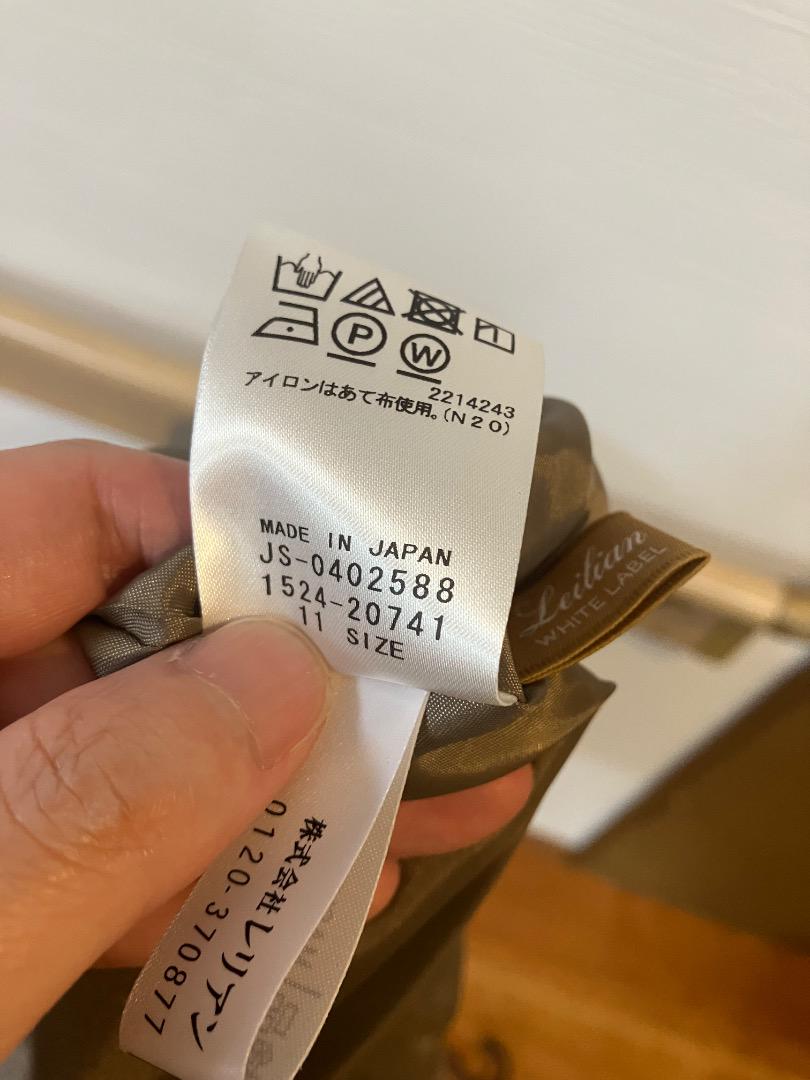 P
W
2214243
アイロンはあて布使用。(N20)
MADE IN JAPAN
JS-0402588
1524-20741
11 SIZE
Leilian
WHITE LABEL
株式会社レリアン
0120-370877